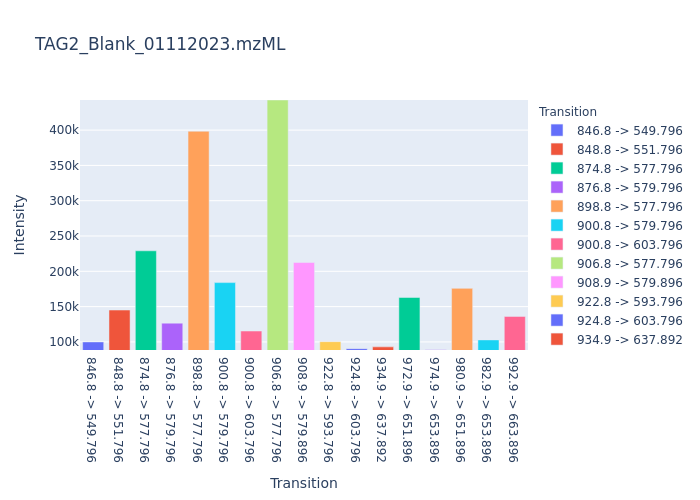 TAG2_Blank_01112023.mzML
Intensity
400k
350k
300k
250k
200k
150k
100k
846.8 -> 549.796
848.8 -> 551.796
874.8 -> 577.796
876.8 -> 579.796
898.8 -> 577.796
900.8 -> 579.796
900.8 -> 603.796
906.8 -> 577.796
908.9 -> 579.896
922.8 -> 593.796
924.8 -> 603.796
934.9 -> 637.892
972.9 -> 651.896
974.9 -> 653.896
980.9 -> 651.896
982.9 -> 653.896
992.9 -> 663.896
Transition
Transition
846.8 -> 549.796
848.8 -> 551.796
874.8 -> 577.796
876.8 -> 579.796
898.8 -> 577.796
900.8 -> 579.796
900.8 -> 603.796
906.8 -> 577.796
908.9 -> 579.896
922.8 -> 593.796
924.8 -> 603.796
934.9 -> 637.892